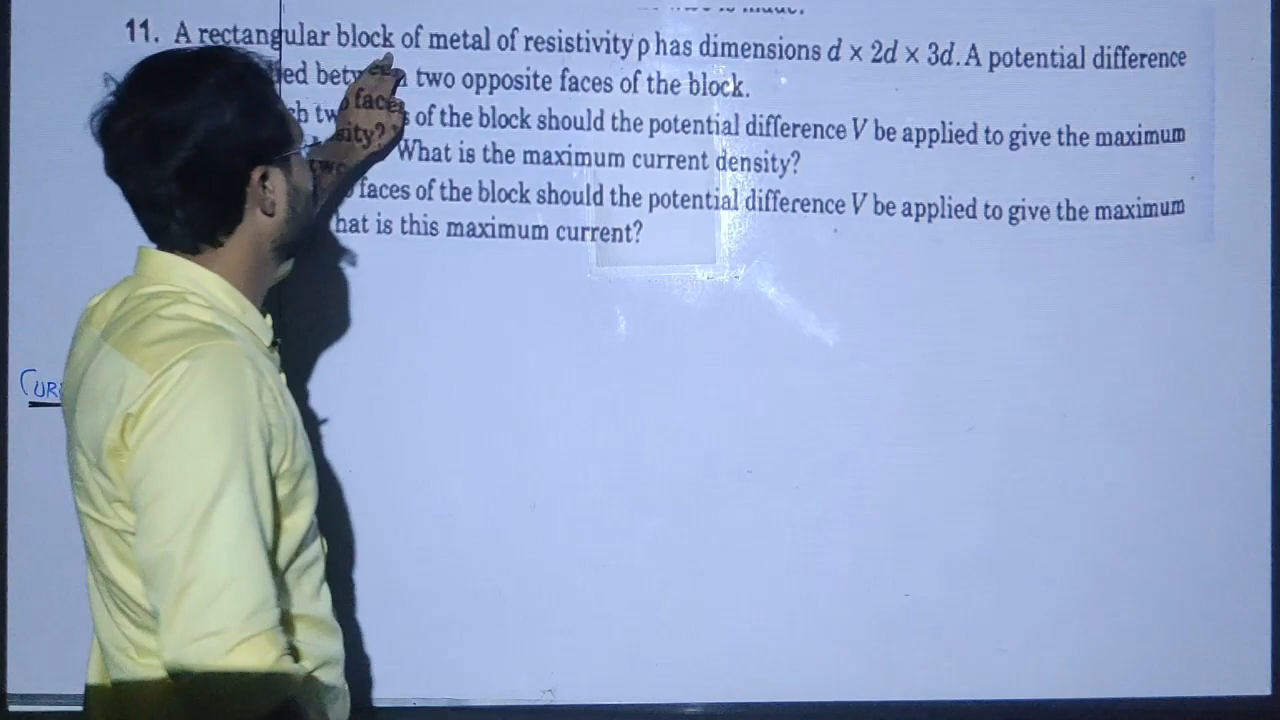 11. A rectangular block of metal of resistivity ρ has dimensions d × 2d × 3d. A potential difference
two opposite faces of the block.
faces of the block should the potential difference V be applied to give the maximum
What is the maximum current density?
faces of the block should the potential difference V be applied to give the maximum
hat is this maximum current?
CUR